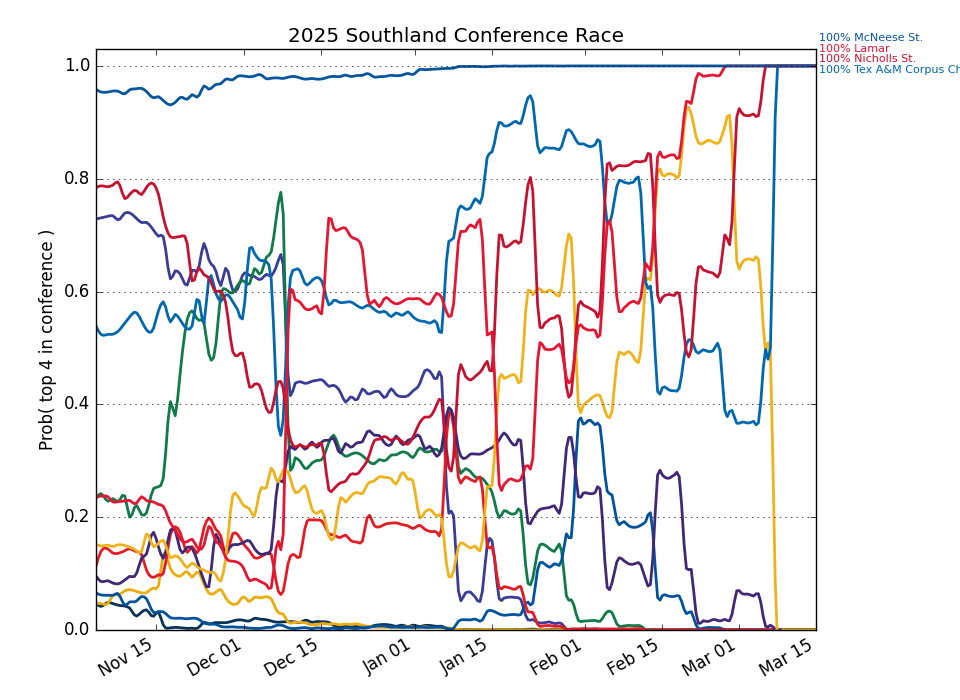 2025 Southland Conference Race
100% McNeese St.
100% Lamar
100% Nicholls St.
100% Tex A&M Corpus Ch
Prob( top 4 in conference )
1.0
0.8
0.6
0.4
0.2
0.0
Nov 15
Dec 01
Dec 15
Jan 01
Jan 15
Feb 01
Feb 15
Mar 01
Mar 15